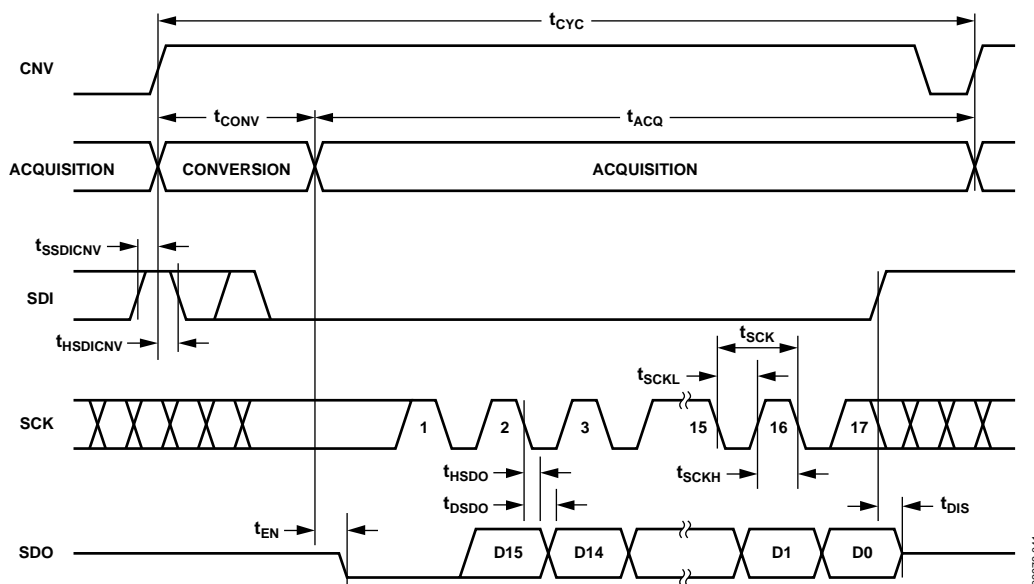 tCYC
CNV
tCONV
tACQ
ACQUISITION CONVERSION ACQUISITION
tSSDICNV
SDI
tHSDICNV
tSCK
tSCKL
SCK 1 2 3 15 16 17
tHSDO
tSCKH
tDSDO
tDIS
tEN
SDO D15 D14 D1 D0